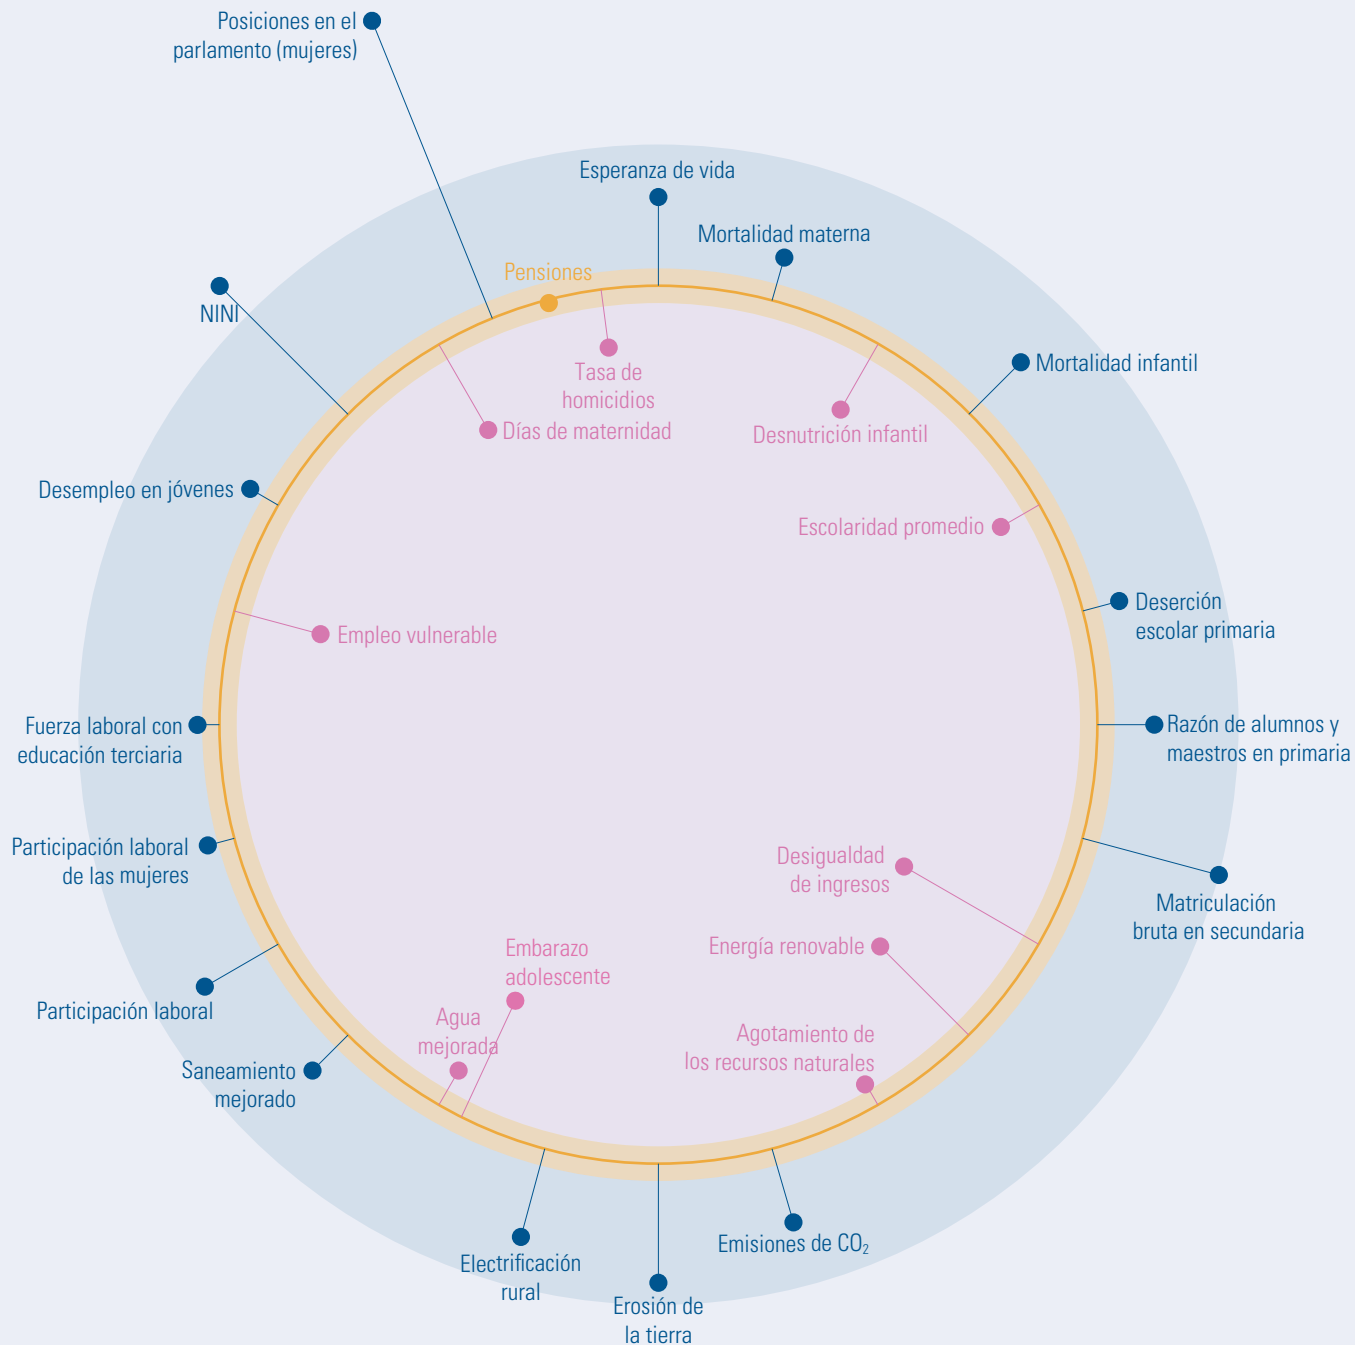 Posiciones en el
parlamento (mujeres)
Esperanza de vida
Mortalidad materna
Pensiones
NINI
Tasa de
homicidios
Mortalidad infantil
Días de maternidad
Desnutrición infantil
Desempleo en jóvenes
Escolaridad promedio
Deserción
escolar primaria
Empleo vulnerable
Fuerza laboral con
educación terciaria
Razón de alumnos y
maestros en primaria
Participación laboral
de las mujeres
Desigualdad
de ingresos
Matriculación
bruta en secundaria
Embarazo
adolescente
Energía renovable
Participación laboral
Agua
mejorada
Agotamiento de
los recursos naturales
Saneamiento
mejorado
Emisiones de CO₂
Electrificación
rural
Erosión de
la tierra